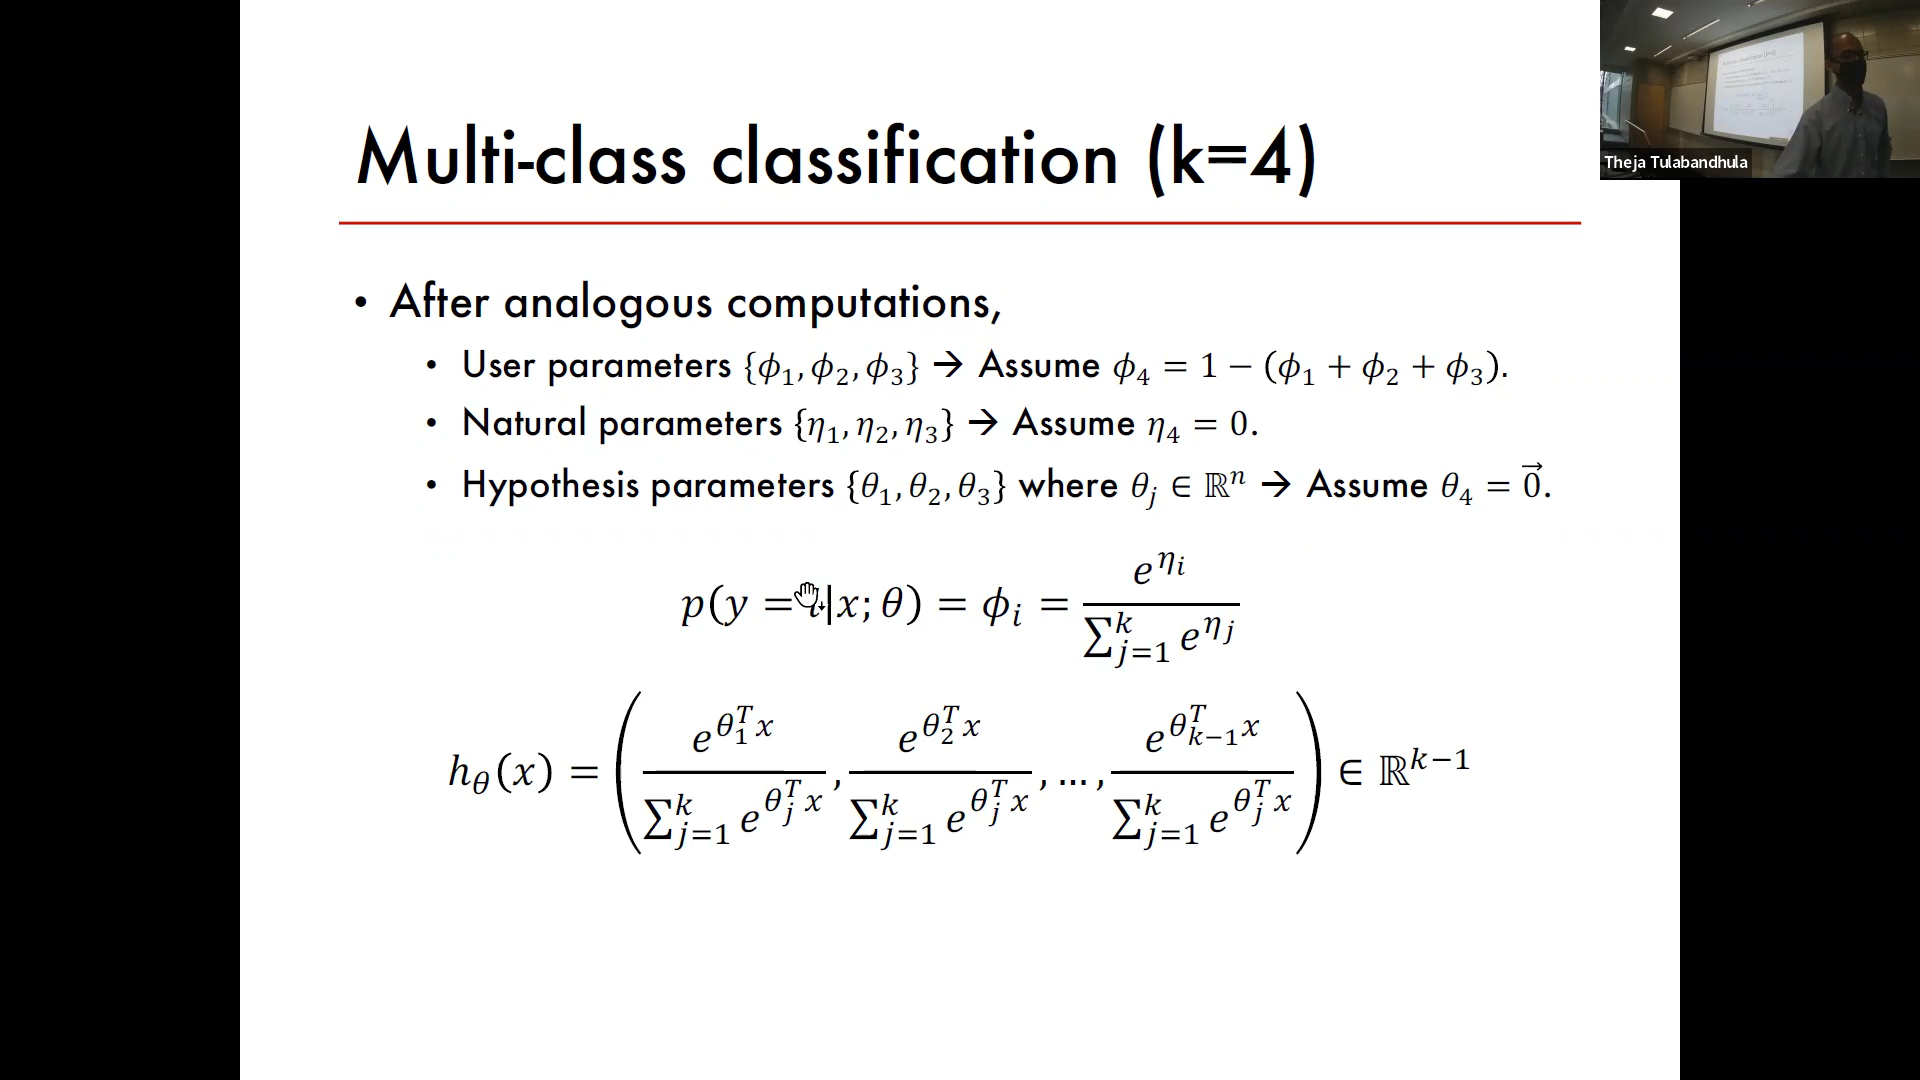 Multi-class classification (k=4)
Theja Tulabandhula
• After analogous computations,
• User parameters {ϕ₁, ϕ₂, ϕ₃} → Assume ϕ₄ = 1 − (ϕ₁ + ϕ₂ + ϕ₃).
• Natural parameters {η₁, η₂, η₃} → Assume η₄ = 0.
• Hypothesis parameters {θ₁, θ₂, θ₃} where θⱼ ∈ ℝⁿ → Assume θ₄ = 0⃗.
p(y = i|x; θ) = ϕᵢ = e^{ηᵢ} / ∑_{j=1}^{k} e^{ηⱼ}
h_θ(x) = ( e^{θ₁ᵀx} / ∑_{j=1}^{k} e^{θⱼᵀx} , e^{θ₂ᵀx} / ∑_{j=1}^{k} e^{θⱼᵀx} , … , e^{θ_{k−1}ᵀx} / ∑_{j=1}^{k} e^{θⱼᵀx} ) ∈ ℝ^{k−1}